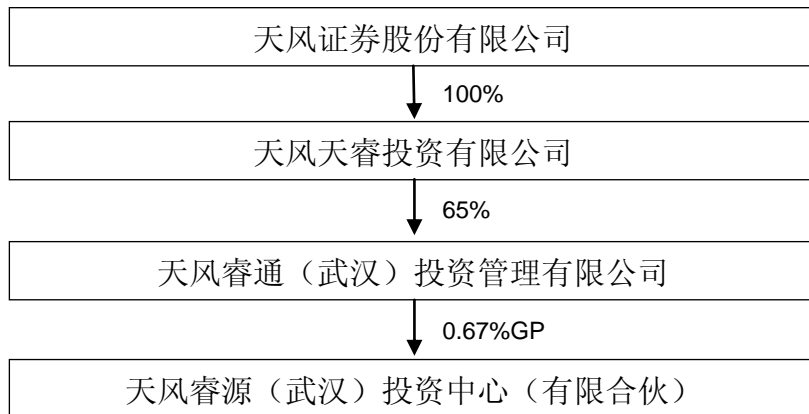 天风证券股份有限公司
100%
天风天睿投资有限公司
65%
天风睿通（武汉）投资管理有限公司
0.67%GP
天风睿源（武汉）投资中心（有限合伙）